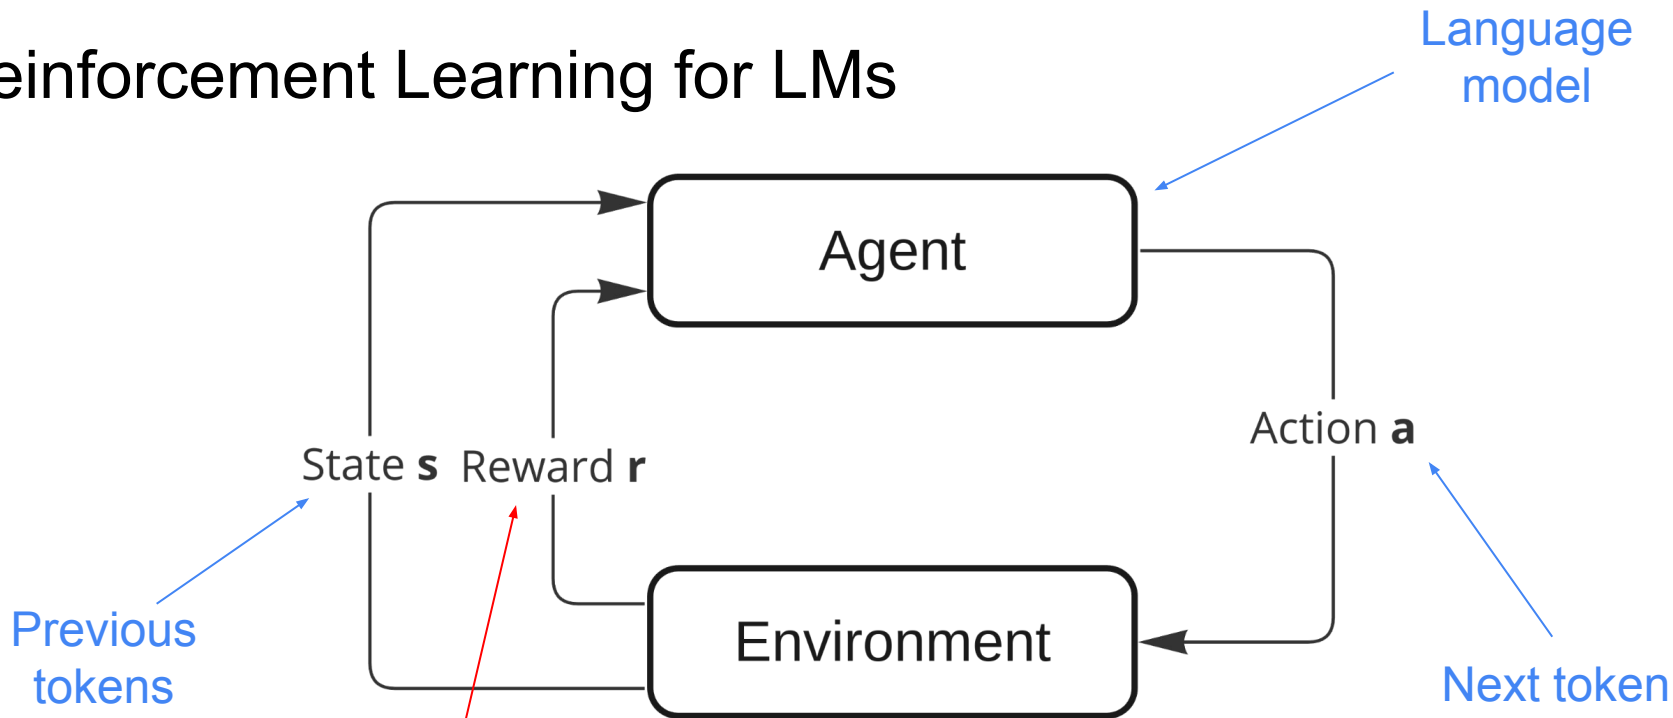 einforcement Learning for LMs
Language
model
Agent
State s Reward r
Action a
Previous
tokens
Environment
Next token